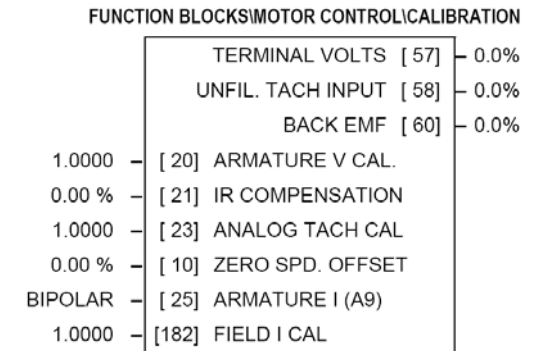 FUNCTION BLOCKS\MOTOR CONTROL\CALIBRATION
TERMINAL VOLTS [ 57] – 0.0%
UNFIL. TACH INPUT [ 58] – 0.0%
BACK EMF [ 60] – 0.0%
1.0000 – [ 20] ARMATURE V CAL.
0.00 % – [ 21] IR COMPENSATION
1.0000 – [ 23] ANALOG TACH CAL
0.00 % – [ 10] ZERO SPD. OFFSET
BIPOLAR – [ 25] ARMATURE I (A9)
1.0000 – [182] FIELD I CAL